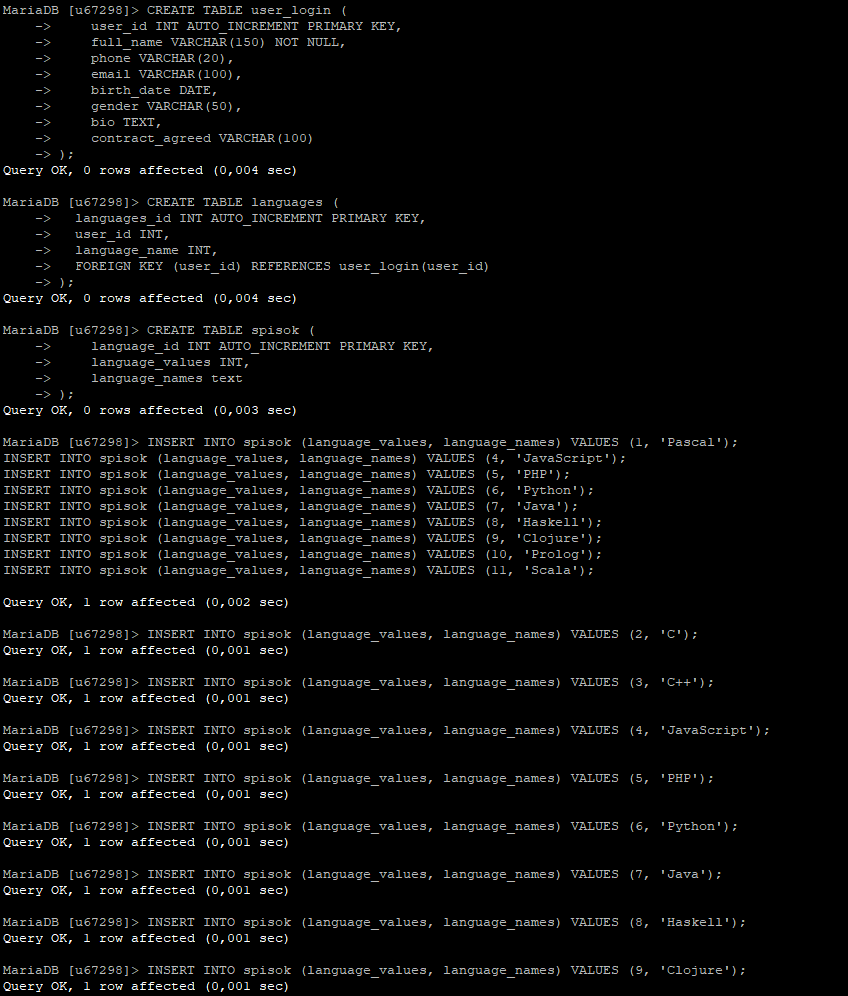 MariaDB [u67298]> CREATE TABLE user_login (
    ->     user_id INT AUTO_INCREMENT PRIMARY KEY,
    ->     full_name VARCHAR(150) NOT NULL,
    ->     phone VARCHAR(20),
    ->     email VARCHAR(100),
    ->     birth_date DATE,
    ->     gender VARCHAR(50),
    ->     bio TEXT,
    ->     contract_agreed VARCHAR(100)
    -> );
Query OK, 0 rows affected (0,004 sec)

MariaDB [u67298]> CREATE TABLE languages (
    ->   languages_id INT AUTO_INCREMENT PRIMARY KEY,
    ->   user_id INT,
    ->   language_name INT,
    ->   FOREIGN KEY (user_id) REFERENCES user_login(user_id)
    -> );
Query OK, 0 rows affected (0,004 sec)

MariaDB [u67298]> CREATE TABLE spisok (
    ->     language_id INT AUTO_INCREMENT PRIMARY KEY,
    ->     language_values INT,
    ->     language_names text
    -> );
Query OK, 0 rows affected (0,003 sec)

MariaDB [u67298]> INSERT INTO spisok (language_values, language_names) VALUES (1, 'Pascal');
INSERT INTO spisok (language_values, language_names) VALUES (4, 'JavaScript');
INSERT INTO spisok (language_values, language_names) VALUES (5, 'PHP');
INSERT INTO spisok (language_values, language_names) VALUES (6, 'Python');
INSERT INTO spisok (language_values, language_names) VALUES (7, 'Java');
INSERT INTO spisok (language_values, language_names) VALUES (8, 'Haskell');
INSERT INTO spisok (language_values, language_names) VALUES (9, 'Clojure');
INSERT INTO spisok (language_values, language_names) VALUES (10, 'Prolog');
INSERT INTO spisok (language_values, language_names) VALUES (11, 'Scala');

Query OK, 1 row affected (0,002 sec)

MariaDB [u67298]> INSERT INTO spisok (language_values, language_names) VALUES (2, 'C');
Query OK, 1 row affected (0,001 sec)

MariaDB [u67298]> INSERT INTO spisok (language_values, language_names) VALUES (3, 'C++');
Query OK, 1 row affected (0,001 sec)

MariaDB [u67298]> INSERT INTO spisok (language_values, language_names) VALUES (4, 'JavaScript');
Query OK, 1 row affected (0,001 sec)

MariaDB [u67298]> INSERT INTO spisok (language_values, language_names) VALUES (5, 'PHP');
Query OK, 1 row affected (0,001 sec)

MariaDB [u67298]> INSERT INTO spisok (language_values, language_names) VALUES (6, 'Python');
Query OK, 1 row affected (0,001 sec)

MariaDB [u67298]> INSERT INTO spisok (language_values, language_names) VALUES (7, 'Java');
Query OK, 1 row affected (0,001 sec)

MariaDB [u67298]> INSERT INTO spisok (language_values, language_names) VALUES (8, 'Haskell');
Query OK, 1 row affected (0,001 sec)

MariaDB [u67298]> INSERT INTO spisok (language_values, language_names) VALUES (9, 'Clojure');
Query OK, 1 row affected (0,001 sec)